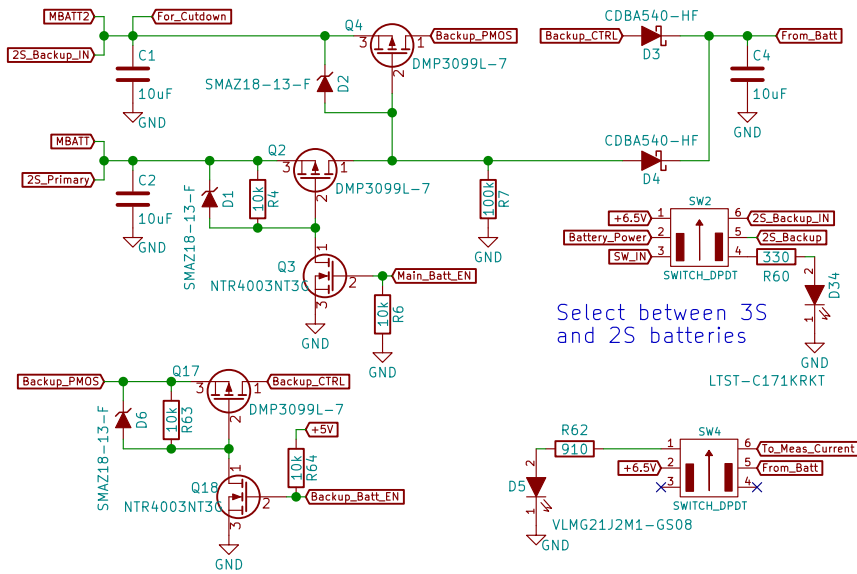 MBATT2
For_Cutdown
2S_Backup_IN
C1
10uF
GND
SMAZ18-13-F
D2
Q4
3
1
2
Backup_PMOS
DMP3099L-7
CDBA540-HF
Backup_CTRL
D3
From_Batt
C4
10uF
GND
MBATT
2S_Primary
C2
10uF
GND
SMAZ18-13-F
D1
10k
R4
Q2
3
1
2
DMP3099L-7
100k
R7
GND
CDBA540-HF
D4
Q3
NTR4003NT3G
1
2
3
GND
Main_Batt_EN
10k
R6
GND
SW2
+6.5V
Battery_Power
SW_IN
1
2
3
6
5
4
2S_Backup_IN
2S_Backup
SWITCH_DPDT
330
R60
2
D34
1
GND
LTST-C171KRKT
Select between 3S
and 2S batteries
Backup_PMOS
SMAZ18-13-F
D6
10k
R63
Q17
3
1
2
Backup_CTRL
DMP3099L-7
Q18
NTR4003NT3G
1
2
3
GND
+5V
10k
R64
Backup_Batt_EN
R62
910
2
D5
1
GND
VLMG21J2M1-GS08
+6.5V
SW4
1
2
3
6
5
4
To_Meas_Current
From_Batt
SWITCH_DPDT